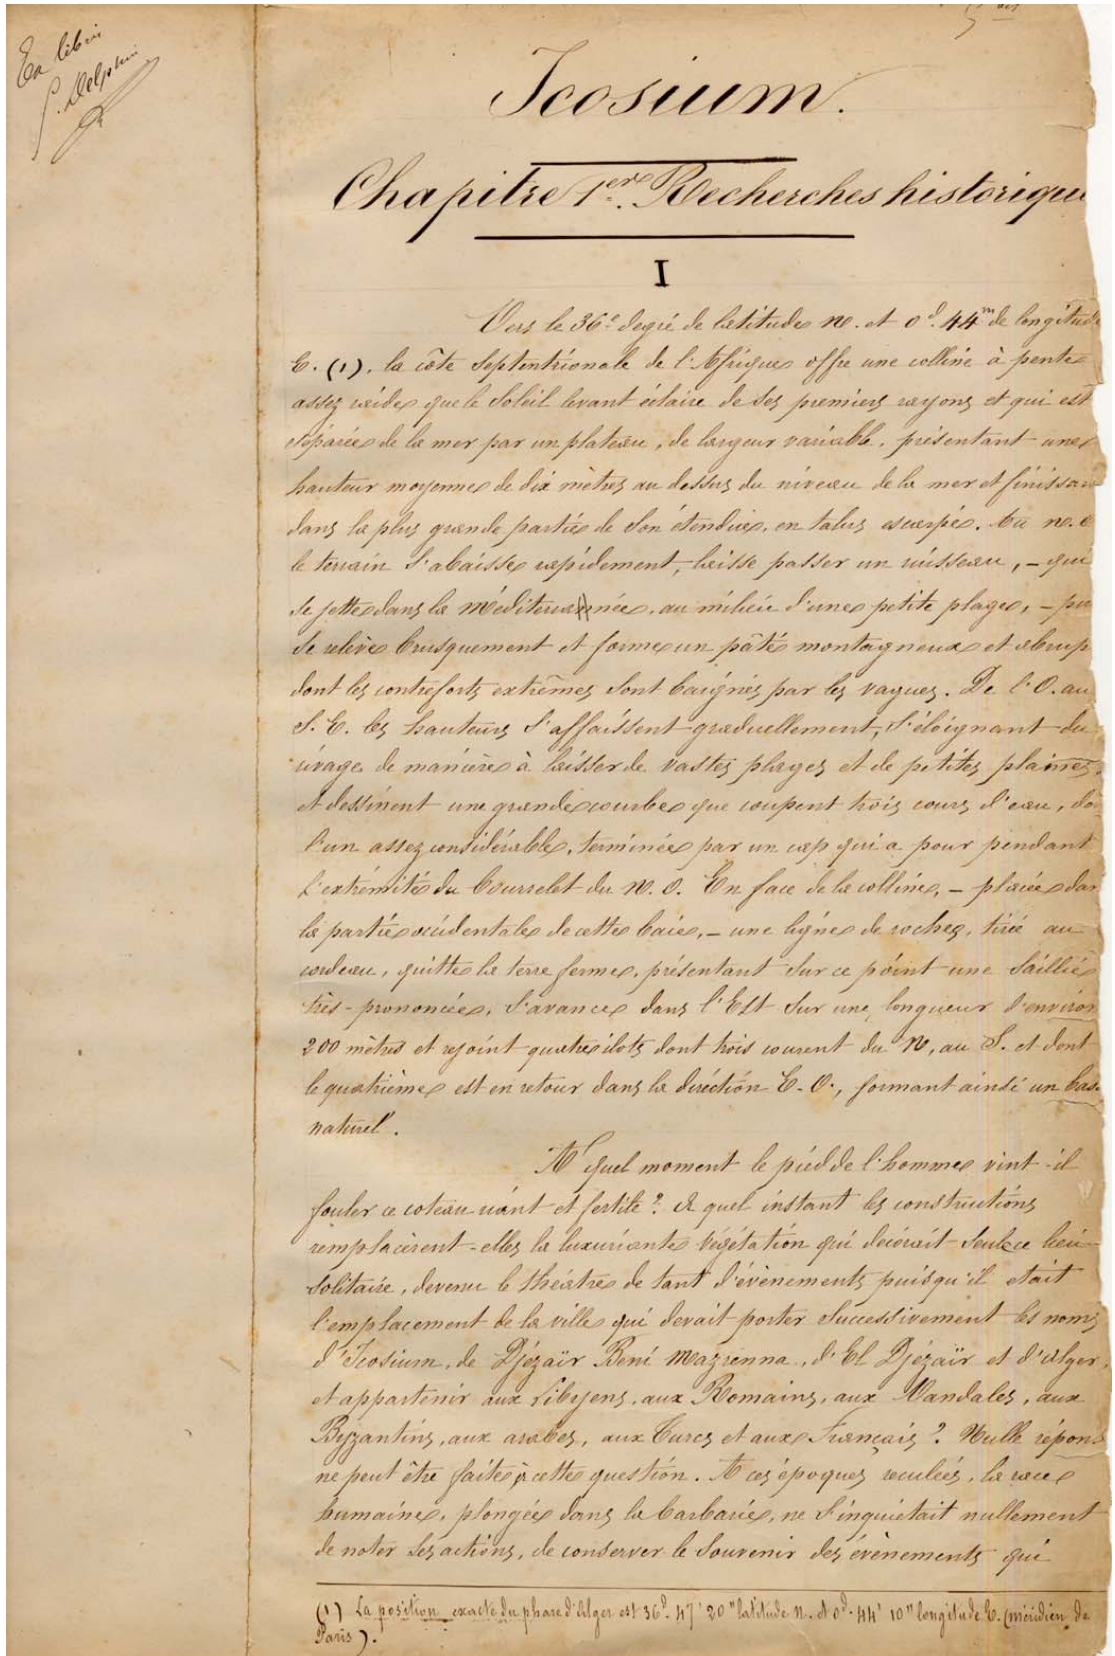 Ex libris
G. Delphin
Icosium.
Chapitre 1er. Recherches historique
I
Vers le 36e degré de latitude N. et 0d. 44m de longitude
E. (1), la côte septentrionale de l'Afrique offre une colline à pente
assez raide que le soleil levant éclaire de ses premiers rayons et qui est
séparée de la mer par un plateau, de largeur variable, présentant une
hauteur moyenne de dix mètres au dessus du niveau de la mer et finissan
dans la plus grande partie de son étendue, en talus escarpé. Au N. O
le terrain s'abaisse rapidement, laisse passer un ruisseau, – qui
se jette dans la Méditerranée, au milieu d'une petite plage, – pu
se relève brusquement et forme un pâté montagneux et abrup
dont les contreforts extrêmes sont baignés par les vagues. De l'O. au
S. E. les hauteurs s'affaissent graduellement, s'éloignant du
rivage de manière à laisser de vastes plages et de petites plaines,
et dessinent une grande courbe que coupent trois cours d'eau, do
l'un assez considérable, terminée par un cap qui a pour pendant
l'extrémité du bourrelet du N. O. En face de la colline, – placée dan
la partie occidentale de cette baie, – une ligne de roches, tirée au
cordeau, quitte la terre ferme, présentant sur ce point une saillie
très-prononcée, s'avance dans l'Est sur une longueur d'environ
200 mètres et rejoint quatre ilots dont trois courent du N. au S. et dont
le quatrième est en retour dans la direction E-O., formant ainsi un bas
naturel.
A quel moment le pied de l'homme vint-il
fouler ce coteau riant et fertile? A quel instant les constructions
remplacèrent-elles la luxuriante végétation qui décorait seule ce lieu
solitaire, devenu le théâtre de tant d'évènements puisqu'il était
l'emplacement de la ville qui devait porter successivement les noms
d'Icosium, de Djézaïr Beni Mazrenna, d'El Djézaïr et d'Alger,
et appartenir aux Libyens, aux Romains, aux Vandales, aux
Byzantins, aux arabes, aux Turcs et aux Français? Nulle répons
ne peut être faite à cette question. A ces époques reculées, la race
humaine, plongée dans la barbarie, ne s'inquiétait nullement
de noter ses actions, de conserver le souvenir des évènements qui
(1) La position exacte du phare d'Alger est 36d. 47' 20" latitude N. et 0d. 44' 10" longitude E. (méridien de
Paris).